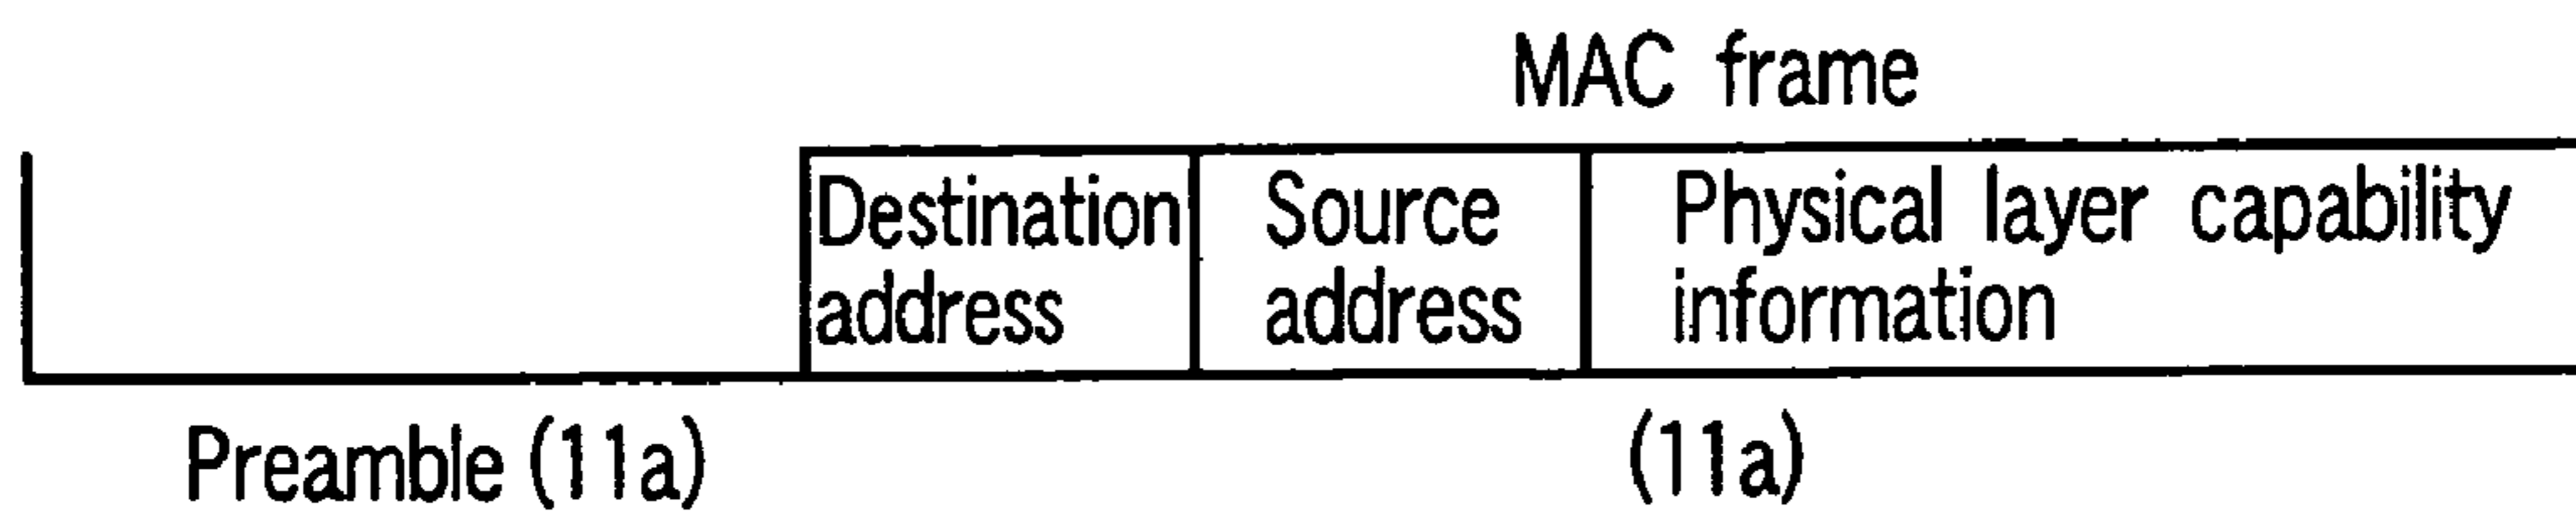 MAC frame
Destination
address
Source
address
Physical layer capability
information
Preamble (11a)
(11a)